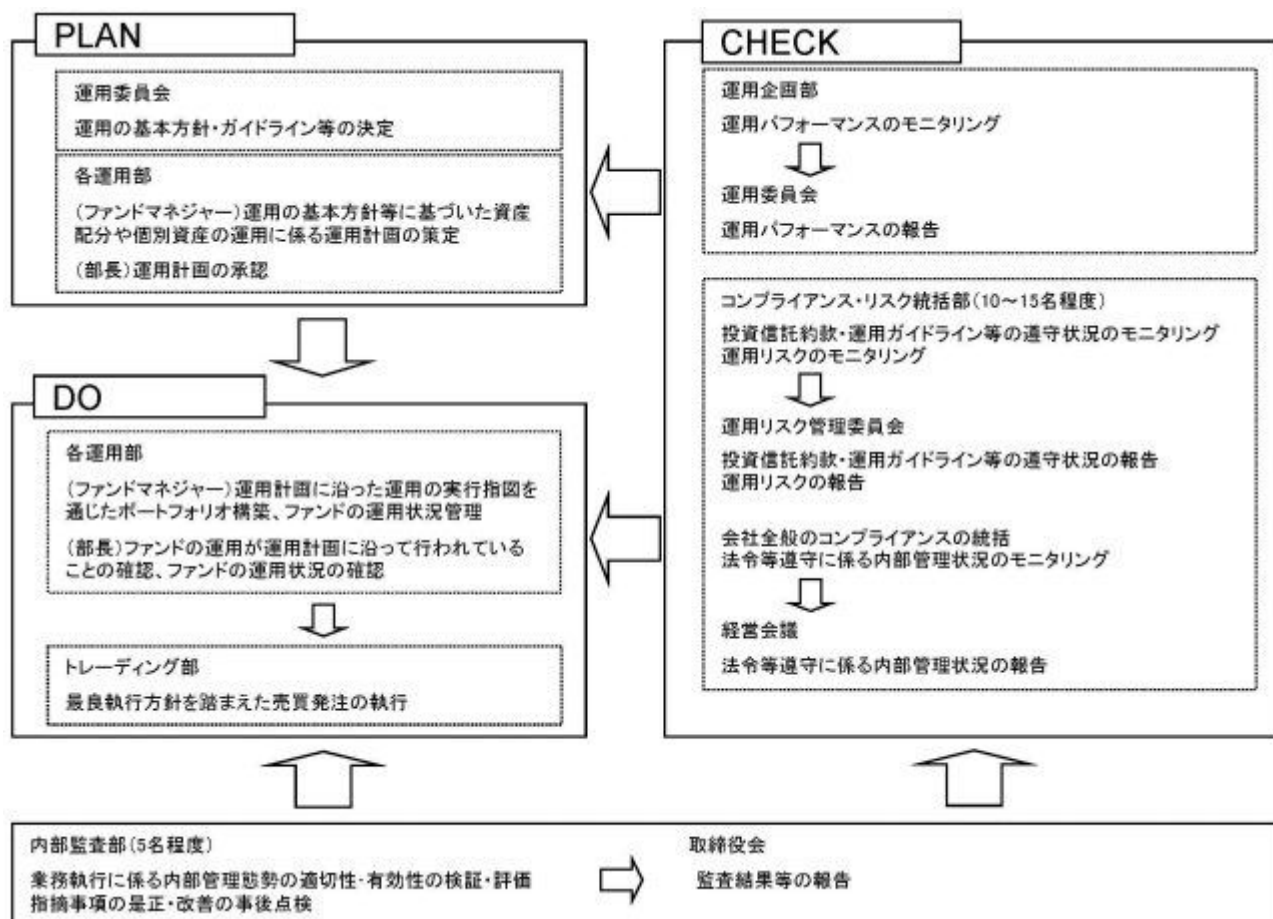 PLAN
運用委員会
運用の基本方針・ガイドライン等の決定
各運用部
(ファンドマネジャー)運用の基本方針等に基づいた資産
配分や個別資産の運用に係る運用計画の策定
(部長)運用計画の承認
DO
各運用部
(ファンドマネジャー)運用計画に沿った運用の実行指図を
通じたポートフォリオ構築、ファンドの運用状況管理
(部長)ファンドの運用が運用計画に沿って行われている
ことの確認、ファンドの運用状況の確認
トレーディング部
最良執行方針を踏まえた売買発注の執行
CHECK
運用企画部
運用パフォーマンスのモニタリング
運用委員会
運用パフォーマンスの報告
コンプライアンス・リスク統括部(10~15名程度)
投資信託約款・運用ガイドライン等の遵守状況のモニタリング
運用リスクのモニタリング
運用リスク管理委員会
投資信託約款・運用ガイドライン等の遵守状況の報告
運用リスクの報告
会社全般のコンプライアンスの統括
法令等遵守に係る内部管理状況のモニタリング
経営会議
法令等遵守に係る内部管理状況の報告
内部監査部(5名程度)
業務執行に係る内部管理態勢の適切性・有効性の検証・評価
指摘事項の是正・改善の事後点検
取締役会
監査結果等の報告